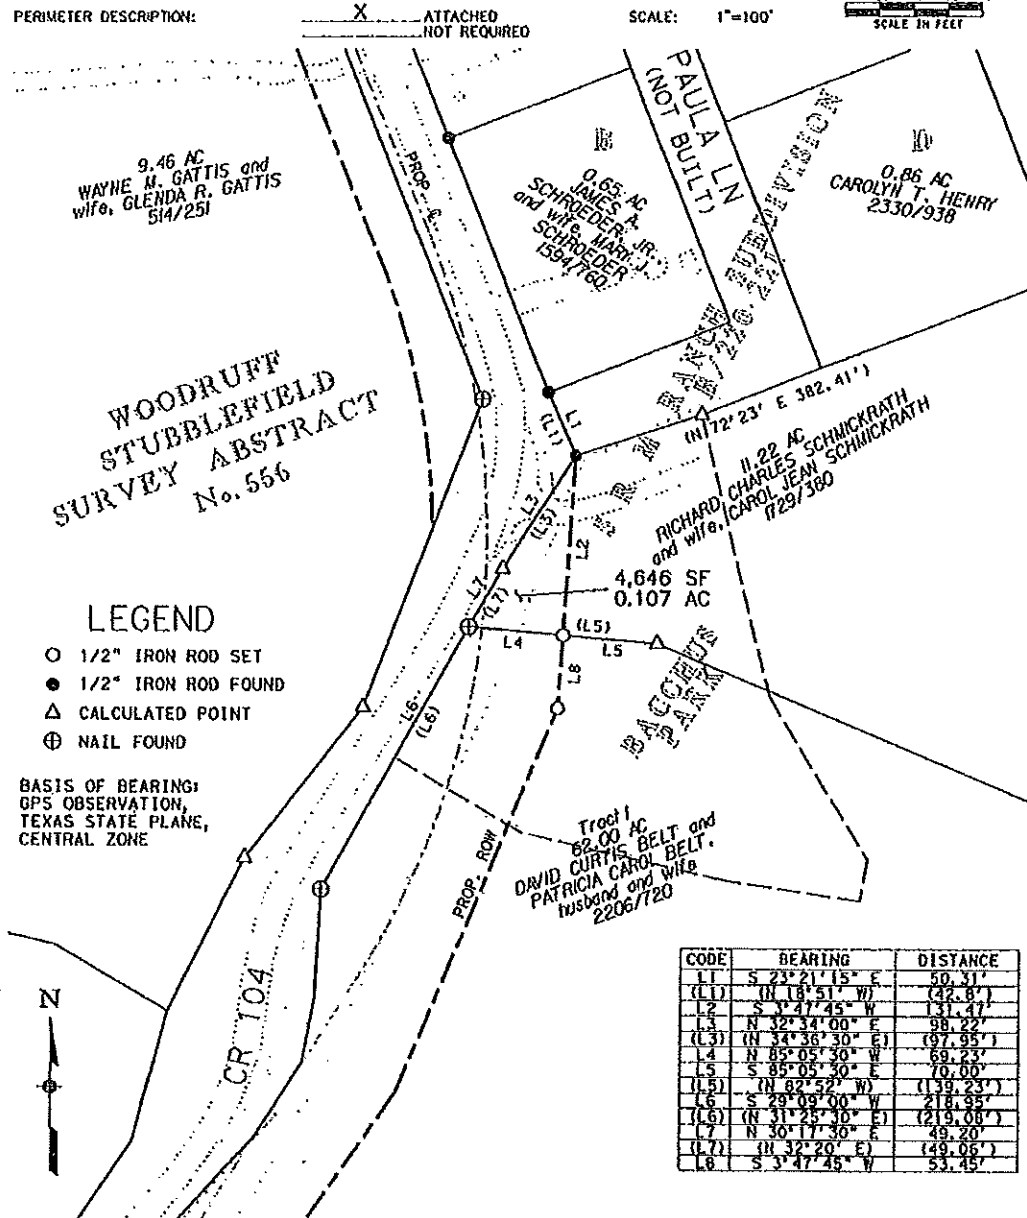 PERIMETER DESCRIPTION:
X ATTACHED
NOT REQUIRED
SCALE: 1"=100'
SCALE IN FEET
9.46 AC
WAYNE M. GATTIS and
wife, GLENDA R. GATTIS
514/251
PROP. ℄
E
0.65 AC
JAMES A.
SCHROEDER, JR.
and wife, MARY J.
SCHROEDER
1594/760
PAULA LN
(NOT BUILT)
D
0.86 AC
CAROLYN T. HENRY
2330/938
M RANCH SUBDIVISION
WOODRUFF
STUBBLEFIELD
SURVEY ABSTRACT
No. 556
L1
(L1)
(N 72°23' E 382.41')
11.22 AC
RICHARD CHARLES SCHMICKRATH
and wife, CAROL JEAN SCHMICKRATH
1729/380
L3
(L3)
L2
L7
(L7)
4,646 SF
0.107 AC
L4
(L5)
L5
L8
L6
(L6)
BACCHUS
PARK
LEGEND
1/2" IRON ROD SET
1/2" IRON ROD FOUND
CALCULATED POINT
NAIL FOUND
BASIS OF BEARING:
GPS OBSERVATION,
TEXAS STATE PLANE,
CENTRAL ZONE
Tract 1
62.00 AC
DAVID CURTIS BELT and
PATRICIA CAROL BELT,
husband and wife
2206/720
PROP. ROW
CR 104
N
CODE BEARING DISTANCE
L1 S 23°21'15" E 50.31'
(L1) (N 18°51' W) (42.8')
L2 S 3°47'45" W 131.47'
L3 N 32°34'00" E 98.22'
(L3) (N 34°36'30" E) (97.95')
L4 N 85°05'30" W 69.23'
L5 S 85°05'30" E 70.00'
(L5) (N 82°52' W) (139.23')
L6 S 29°09'00" W 218.95'
(L6) (N 31°25'30" E) (219.08')
L7 N 30°17'30" E 49.20'
(L7) (N 32°20' E) (49.06')
L8 S 3°47'45" W 53.45'